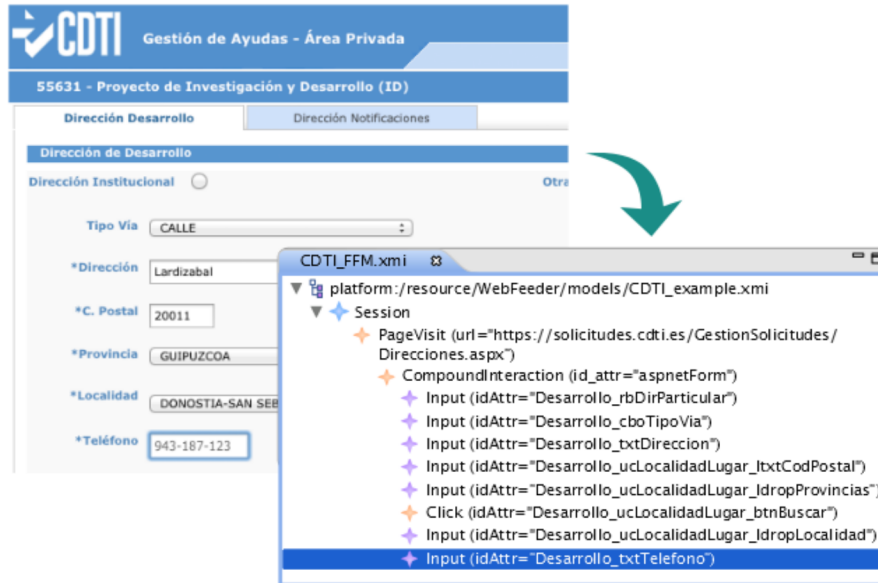 CDTI
Gestión de Ayudas - Área Privada
55631 - Proyecto de Investigación y Desarrollo (ID)
Dirección Desarrollo
Dirección Notificaciones
Dirección de Desarrollo
Dirección Institucional
Otra
Tipo Vía CALLE
*Dirección Lardizabal
*C. Postal 20011
*Provincia GUIPUZCOA
*Localidad DONOSTIA-SAN SEB
*Teléfono 943-187-123
CDTI_FFM.xmi
platform:/resource/WebFeeder/models/CDTI_example.xmi
Session
PageVisit (url="https://solicitudes.cdti.es/GestionSolicitudes/
Direcciones.aspx")
CompoundInteraction (id_attr="aspnetForm")
Input (idAttr="Desarrollo_rbDirParticular")
Input (idAttr="Desarrollo_cboTipoVia")
Input (idAttr="Desarrollo_txtDireccion")
Input (idAttr="Desarrollo_ucLocalidadLugar_ltxtCodPostal")
Input (idAttr="Desarrollo_ucLocalidadLugar_ldropProvincias")
Click (idAttr="Desarrollo_ucLocalidadLugar_btnBuscar")
Input (idAttr="Desarrollo_ucLocalidadLugar_ldropLocalidad")
Input (idAttr="Desarrollo_txtTelefono")